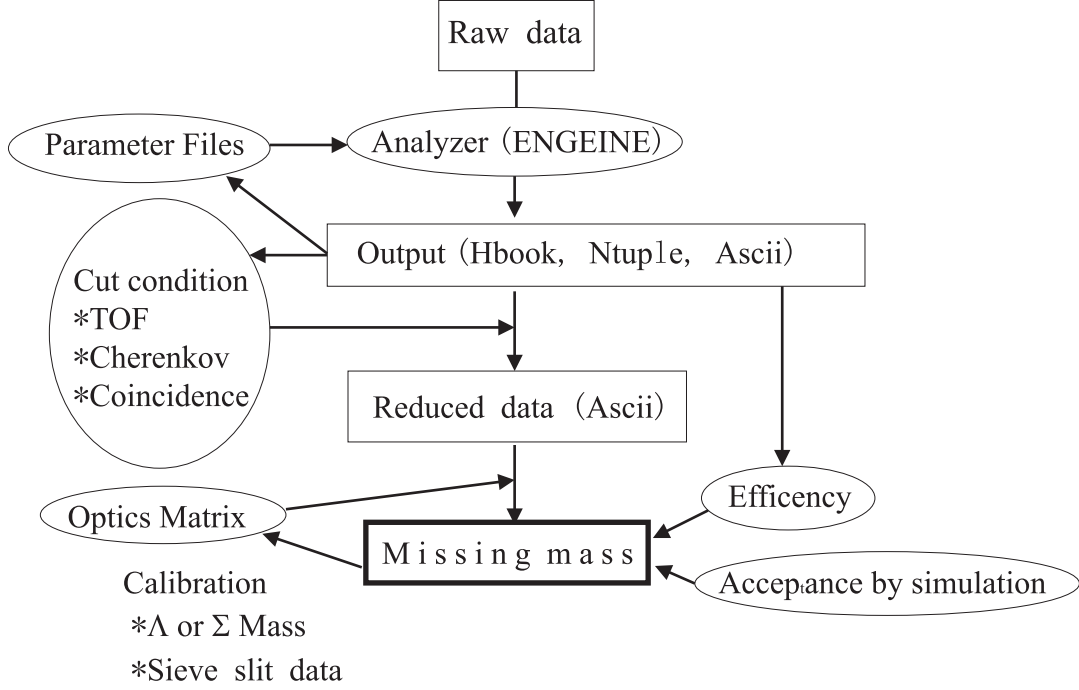 Raw data
Parameter Files
Analyzer (ENGEINE)
Output (Hbook, Ntuple, Ascii)
Cut condition
*TOF
*Cherenkov
*Coincidence
Reduced data (Ascii)
Efficency
Optics Matrix
Missing mass
Acceptance by simulation
Calibration
*Λ or Σ Mass
*Sieve slit data